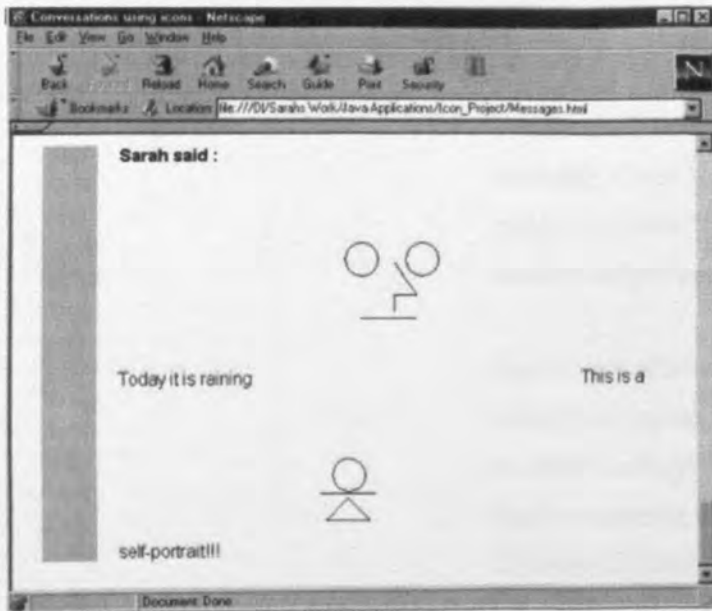 Conversations using icons - Netscape
File Edit View Go Window Help
Back Forward Reload Home Search Guide Print Security
Bookmarks Location: file:///D|/Sarahs Work/Java Applications/Icon_Project/Messages.html
N
Sarah said :
Today it is raining This is a
self-portrait!!!
Document: Done